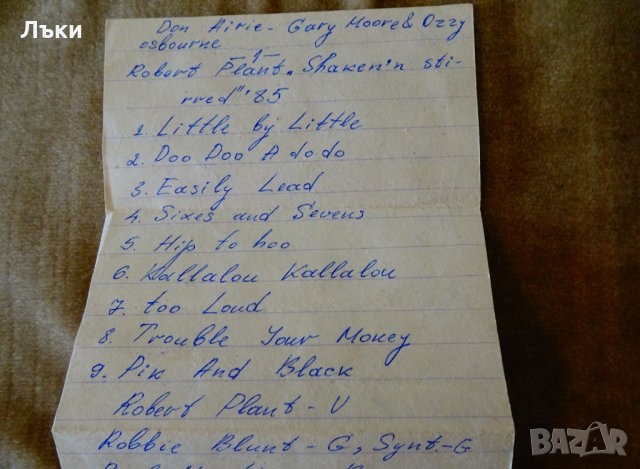 Лъки
Don Airie - Gary Moore & Ozzy
osbourne
-1-
Robert Plant „Shaken'n sti-
rred" '85
1. Little by Little
2. Doo Doo A do do
3. Easily Lead
4. Sixes and Sevens
5. Hip to hoo
6. Kallalou Kallalou
7. too Loud
8. Trouble Your Money
9. Pik And Black
Robert Plant - V
Robbie Blunt - G, Synt.-G
BAZAR